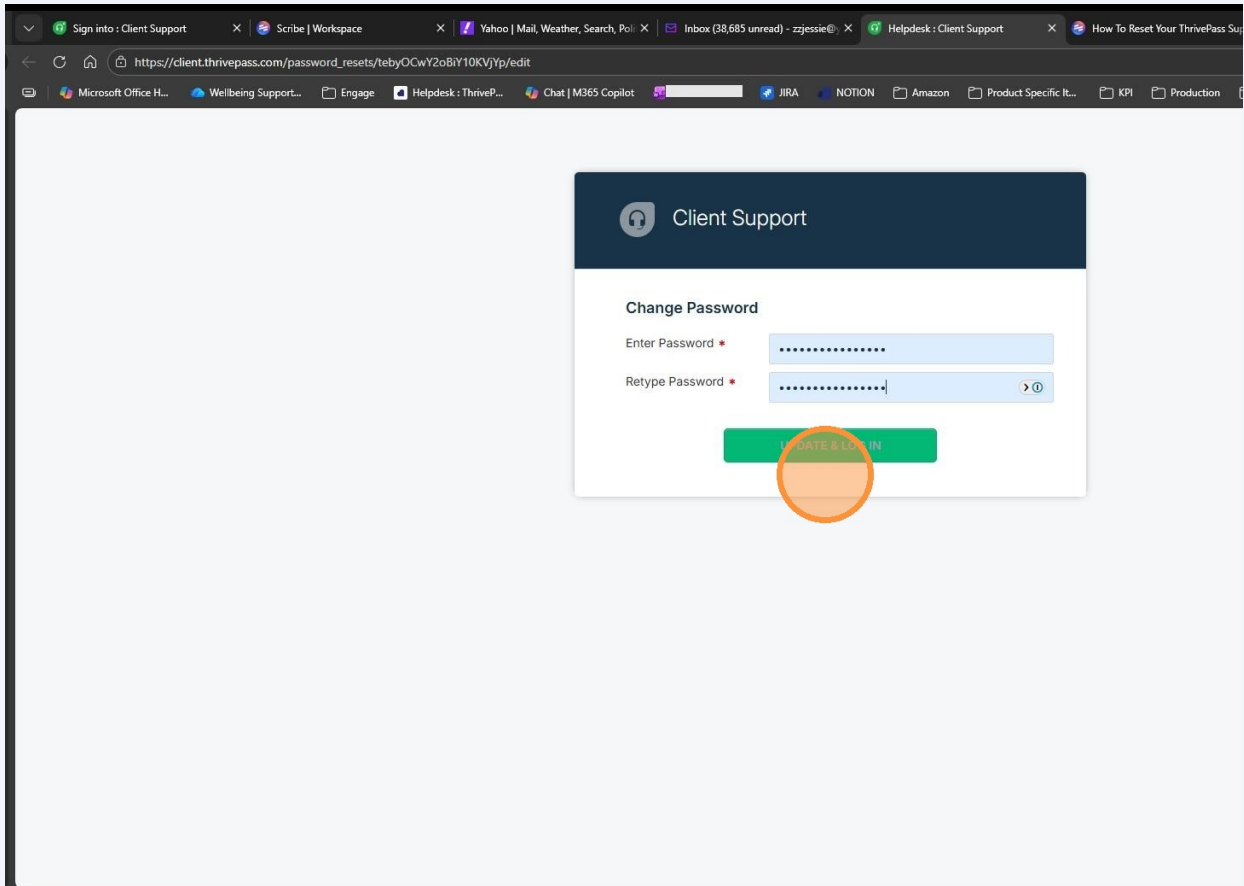 Sign into : Client Support
Scribe | Workspace
Yahoo | Mail, Weather, Search, Poli
Inbox (38,685 unread) - zzjessie@
Helpdesk : Client Support
How To Reset Your ThrivePass Sup
https://client.thrivepass.com/password_resets/tebyOCwY2oBiY10KVjYp/edit
Microsoft Office H...
Wellbeing Support...
Engage
Helpdesk : ThriveP...
Chat | M365 Copilot
JIRA
NOTION
Amazon
Product Specific It...
KPI
Production
Client Support
Change Password
Enter Password *
••••••••••••••••
Retype Password *
••••••••••••••••
UPDATE & LOG IN